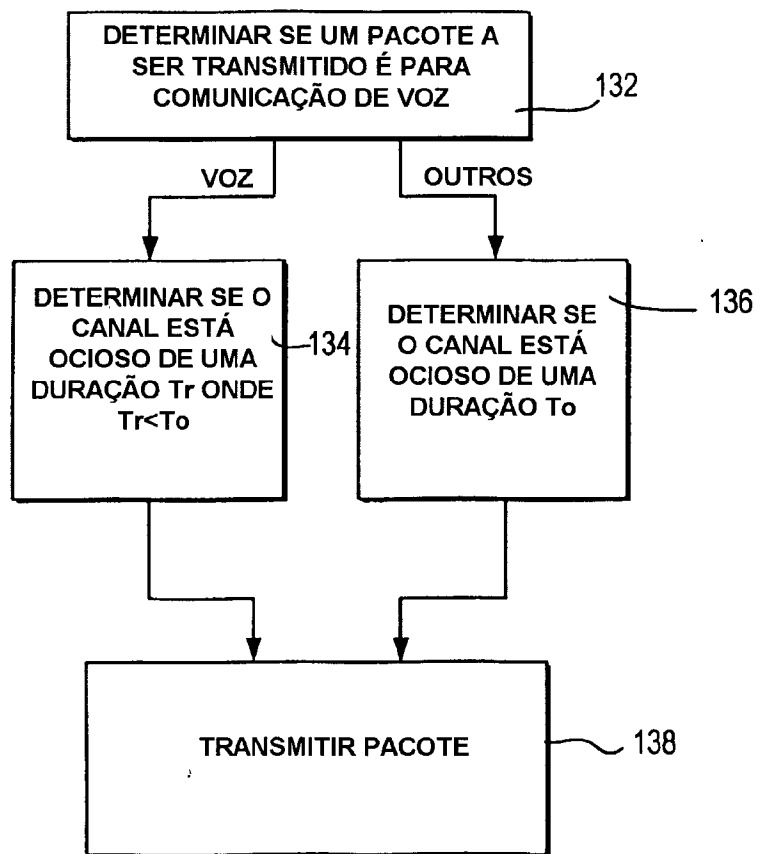 DETERMINAR SE UM PACOTE A
SER TRANSMITIDO É PARA
COMUNICAÇÃO DE VOZ
132
VOZ
OUTROS
DETERMINAR SE O
CANAL ESTÁ
OCIOSO DE UMA
DURAÇÃO Tr ONDE
Tr<To
134
DETERMINAR SE
O CANAL ESTÁ
OCIOSO DE UMA
DURAÇÃO To
136
TRANSMITIR PACOTE
138